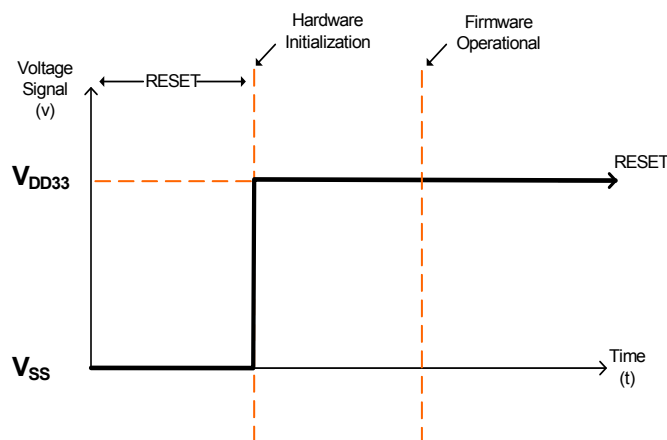 Hardware
Initialization
Firmware
Operational
Voltage
Signal
(v)
RESET
VDD33
RESET
VSS
Time
(t)